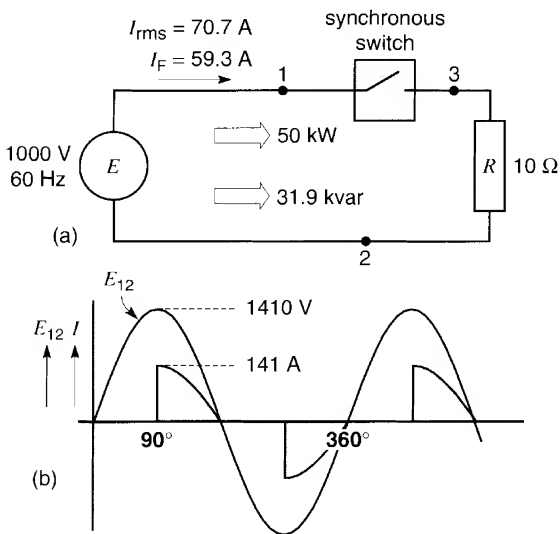 synchronous
switch
I_rms = 70.7 A
I_F = 59.3 A
1
3
50 kW
1000 V
60 Hz
E
R
10 Ω
31.9 kvar
(a)
2
E_12
1410 V
E_12 I
141 A
90°
360°
(b)